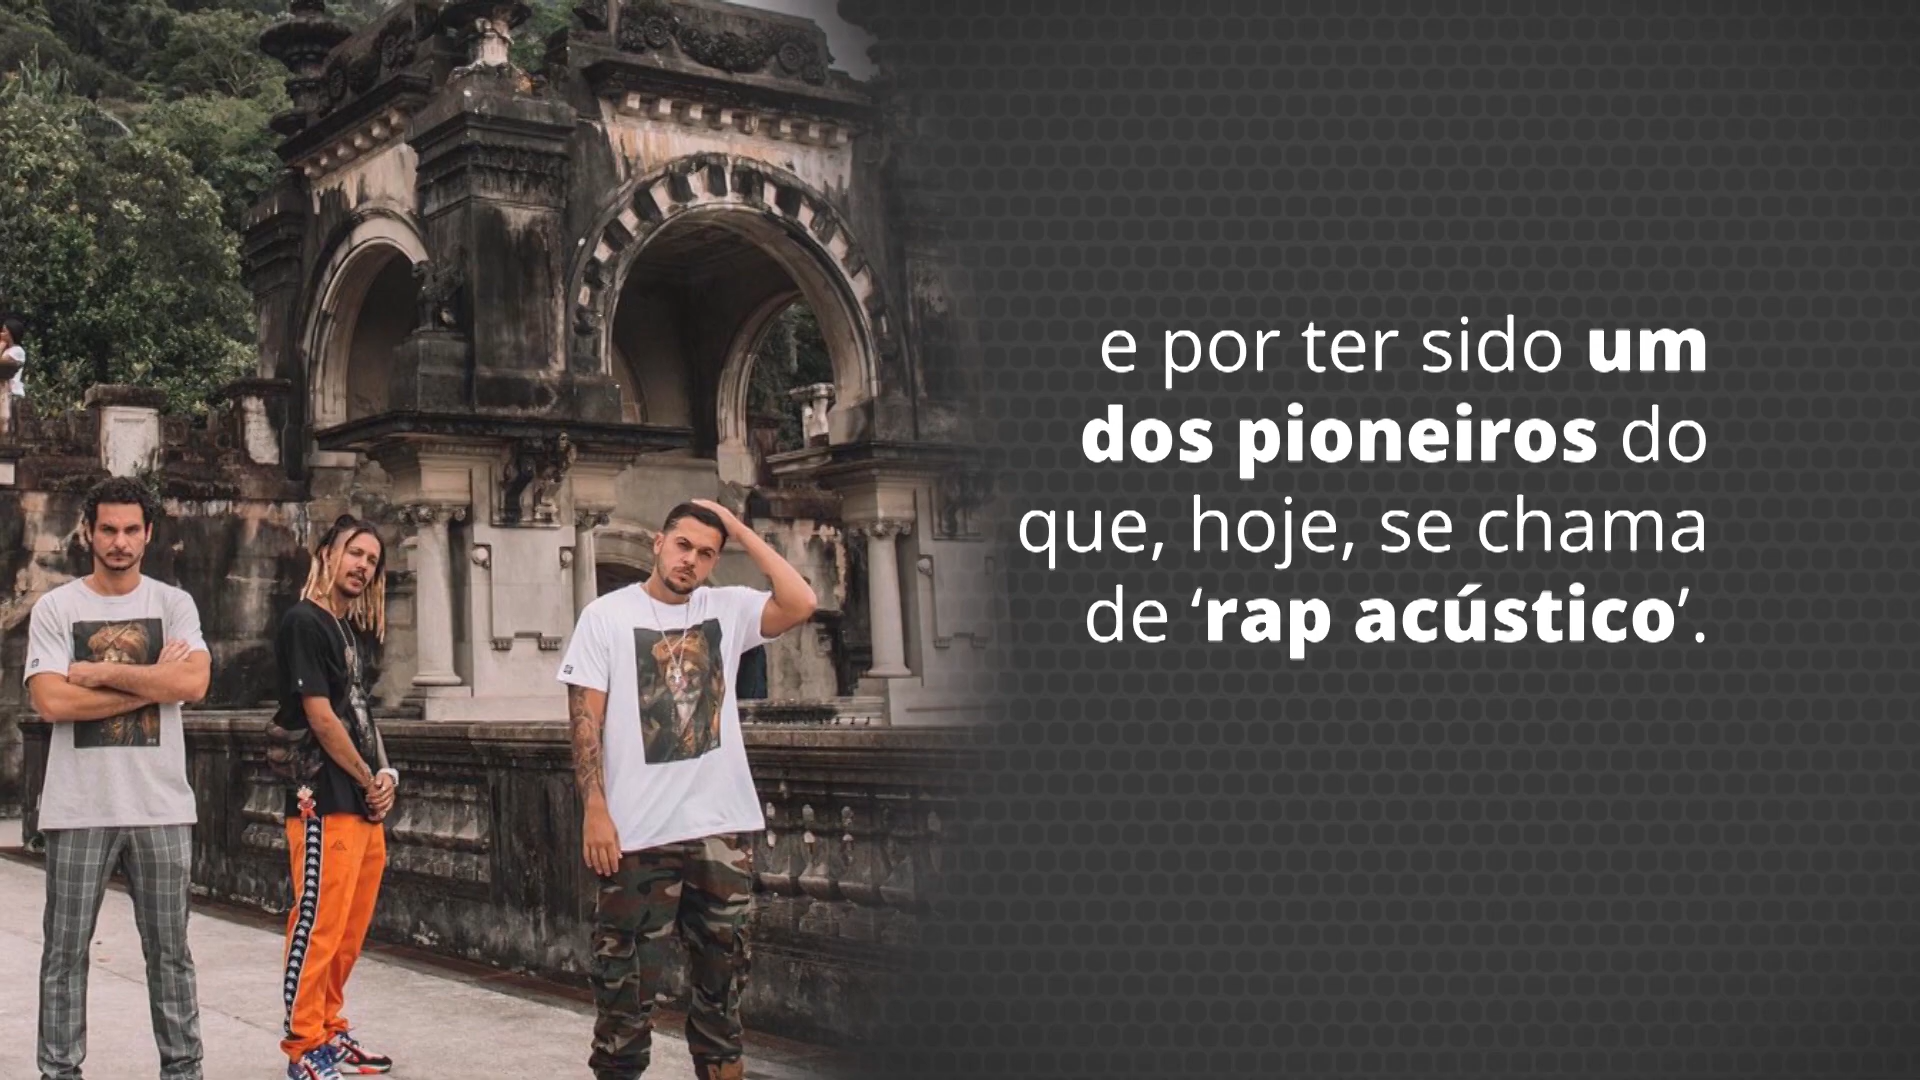 e por ter sido um
dos pioneiros do
que, hoje, se chama
de ‘rap acústico’.